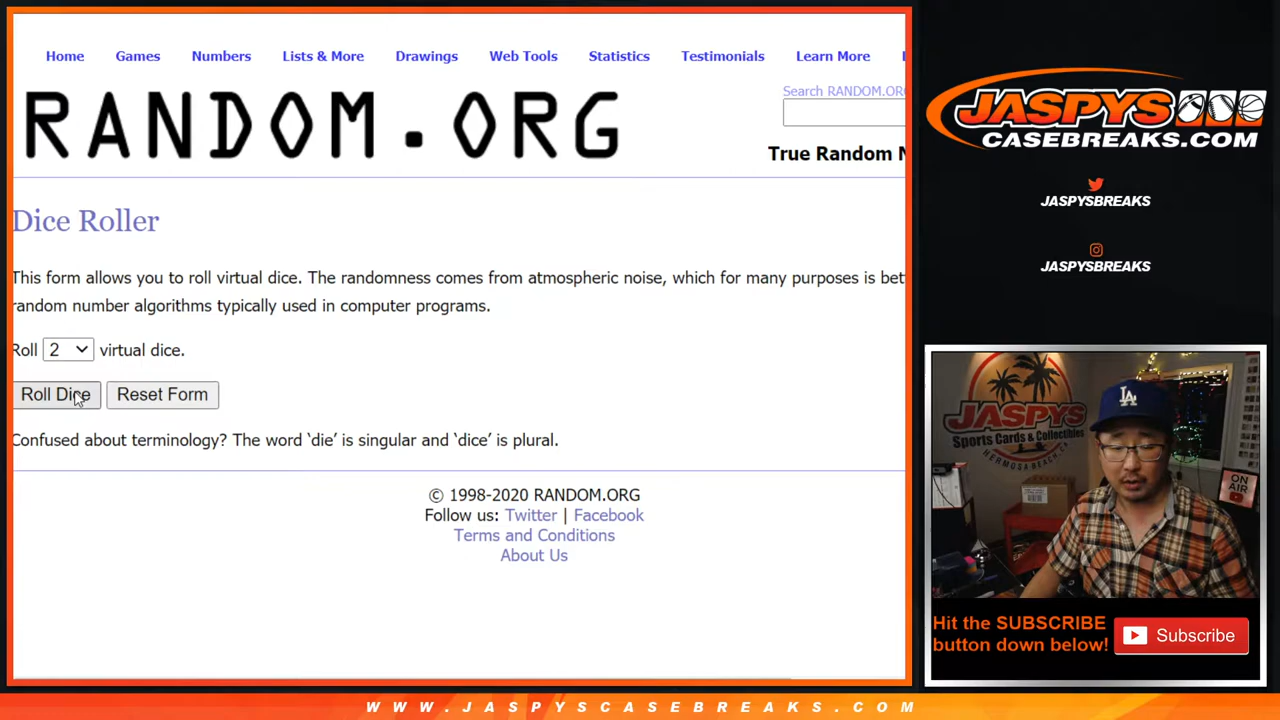 Home Games Numbers Lists & More Drawings Web Tools Statistics Testimonials Learn More
RANDOM.ORG
Search RANDOM.ORG
True Random N
Dice Roller
This form allows you to roll virtual dice. The randomness comes from atmospheric noise, which for many purposes is bet
random number algorithms typically used in computer programs.
Roll 2 virtual dice.
Roll Dice Reset Form
Confused about terminology? The word ‘die’ is singular and ‘dice’ is plural.
© 1998-2020 RANDOM.ORG
Follow us: Twitter | Facebook
Terms and Conditions
About Us
JASPYS
CASEBREAKS.COM
JASPYSBREAKS
JASPYSBREAKS
JASPYS
Sports Cards & Collectibles
HERMOSA BEACH, CA
LA
ON
AIR
Hit the SUBSCRIBE
button down below!
Subscribe
WWW.JASPYSCASEBREAKS.COM